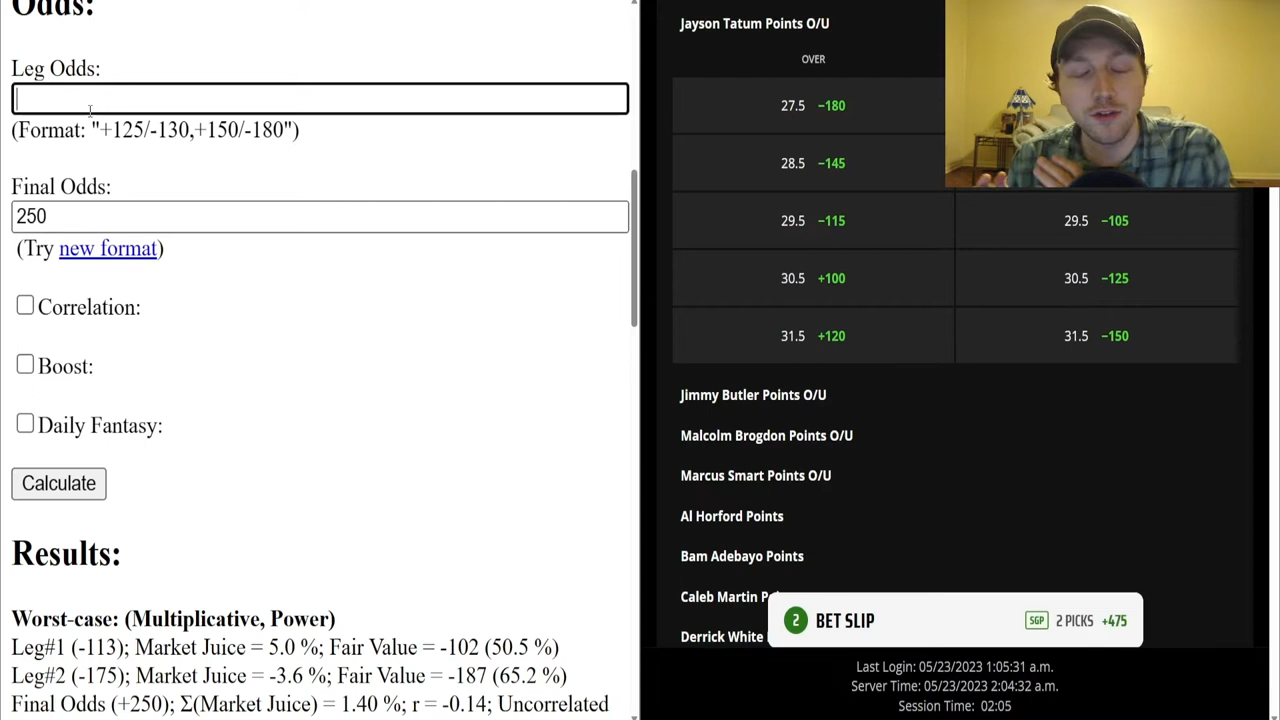 Odds:
Leg Odds:
(Format: "+125/-130,+150/-180")
Final Odds:
250
(Try new format)
Correlation:
Boost:
Daily Fantasy:
Calculate
Results:
Worst-case: (Multiplicative, Power)
Leg#1 (-113); Market Juice = 5.0 %; Fair Value = -102 (50.5 %)
Leg#2 (-175); Market Juice = -3.6 %; Fair Value = -187 (65.2 %)
Final Odds (+250); Σ(Market Juice) = 1.40 %; r = -0.14; Uncorrelated
Jayson Tatum Points O/U
OVER
27.5 −180
28.5 −145
29.5 −115 29.5 −105
30.5 +100 30.5 −125
31.5 +120 31.5 −150
Jimmy Butler Points O/U
Malcolm Brogdon Points O/U
Marcus Smart Points O/U
Al Horford Points
Bam Adebayo Points
Caleb Martin
Derrick White
2 BET SLIP SGP 2 PICKS +475
Last Login: 05/23/2023 1:05:31 a.m.
Server Time: 05/23/2023 2:04:32 a.m.
Session Time: 02:05